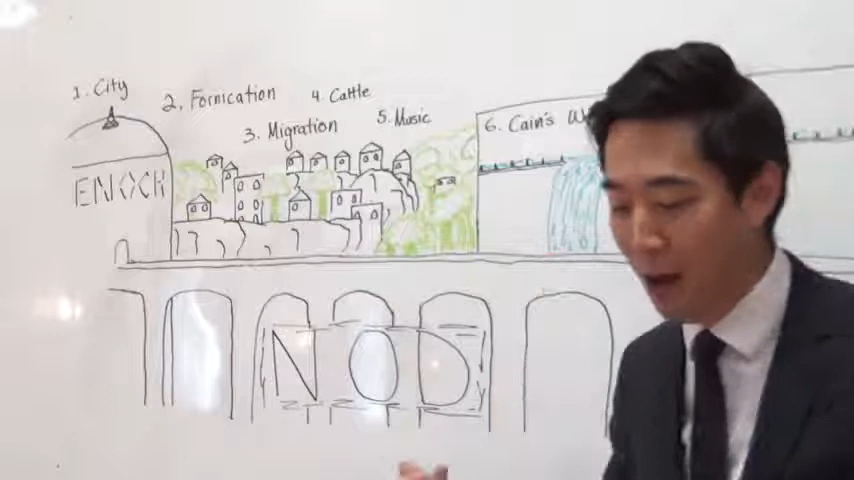 1. City
2. Fornication
4. Cattle
3. Migration
5. Music
6. Cain's
ENOCH
NOD